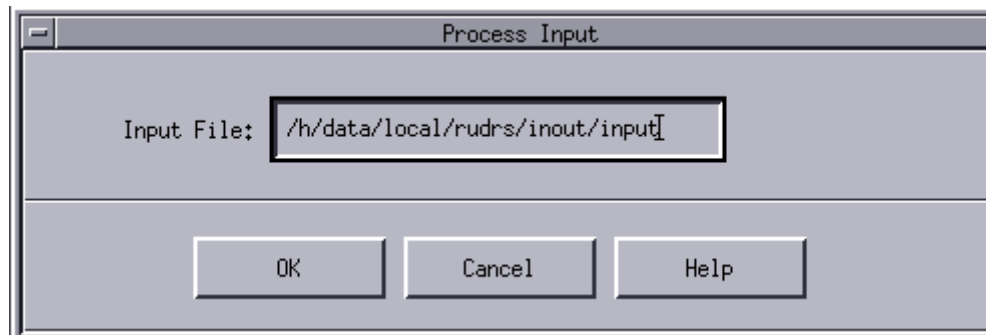 Process Input
Input File: /h/data/local/rudrs/inout/input
OK Cancel Help